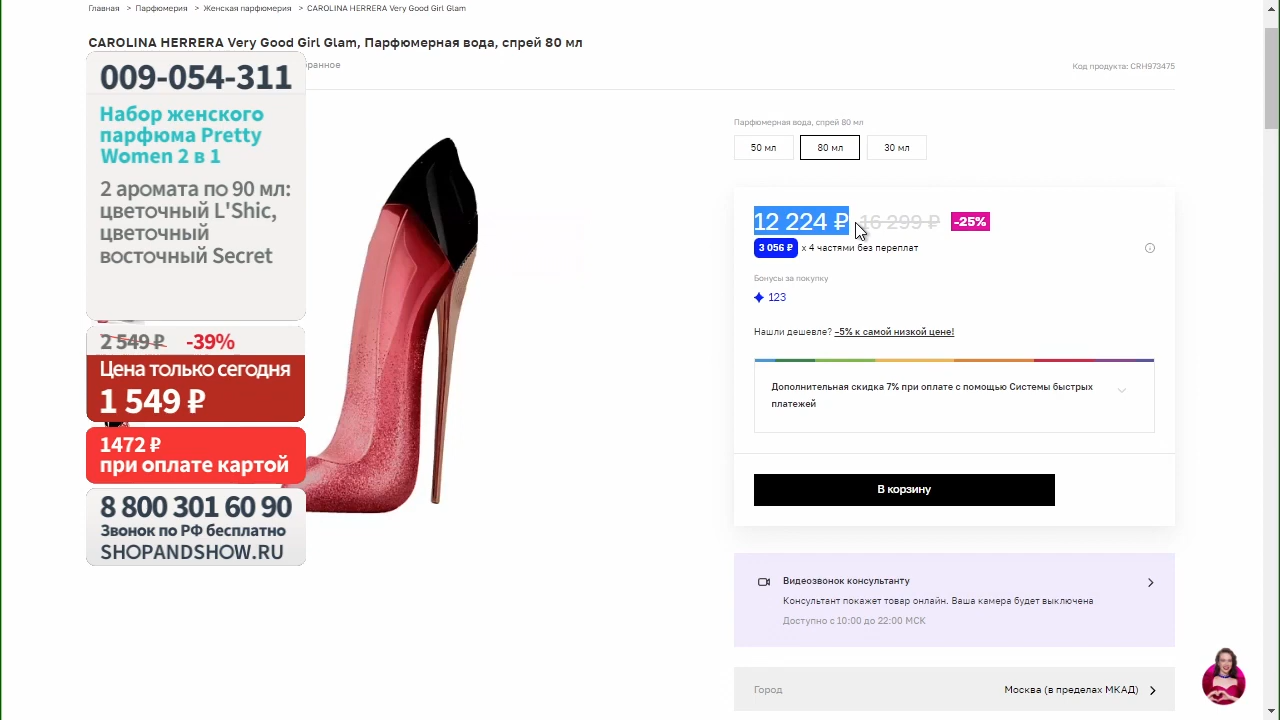 Главная > Парфюмерия > Женская парфюмерия > CAROLINA HERRERA Very Good Girl Glam
CAROLINA HERRERA Very Good Girl Glam, Парфюмерная вода, спрей 80 мл
Код продукта: CRH973475
009-054-311
Набор женского
парфюма Pretty
Women 2 в 1
2 аромата по 90 мл:
цветочный L'Shic,
цветочный
восточный Secret
2 549 ₽ -39%
Цена только сегодня
1 549 ₽
1472 ₽
при оплате картой
8 800 301 60 90
Звонок по РФ бесплатно
SHOPANDSHOW.RU
Парфюмерная вода, спрей 80 мл
50 мл 80 мл 30 мл
12 224 ₽ 16 299 ₽ -25%
3 056 ₽ х 4 частями без переплат
Бонусы за покупку
123
Нашли дешевле? –5% к самой низкой цене!
Дополнительная скидка 7% при оплате с помощью Системы быстрых
платежей
В корзину
Видеозвонок консультанту
Консультант покажет товар онлайн. Ваша камера будет выключена
Доступно с 10:00 до 22:00 МСК
Город Москва (в пределах МКАД)